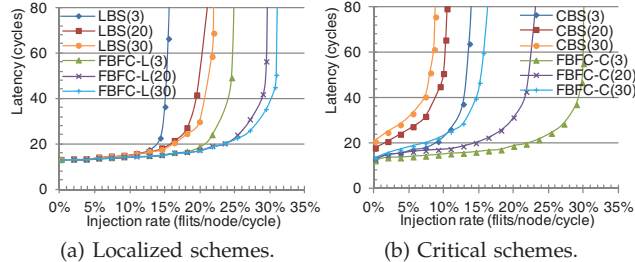 80
60
40
20
0
Latency (cycles)
LBS(3)
LBS(20)
LBS(30)
FBFC-L(3)
FBFC-L(20)
FBFC-L(30)
0% 5% 10% 15% 20% 25% 30% 35%
Injection rate (flits/node/cycle)
(a) Localized schemes.
80
60
40
20
0
Latency (cycles)
CBS(3)
CBS(20)
CBS(30)
FBFC-C(3)
FBFC-C(20)
FBFC-C(30)
0% 5% 10% 15% 20% 25% 30% 35%
Injection rate (flits/node/cycle)
(b) Critical schemes.